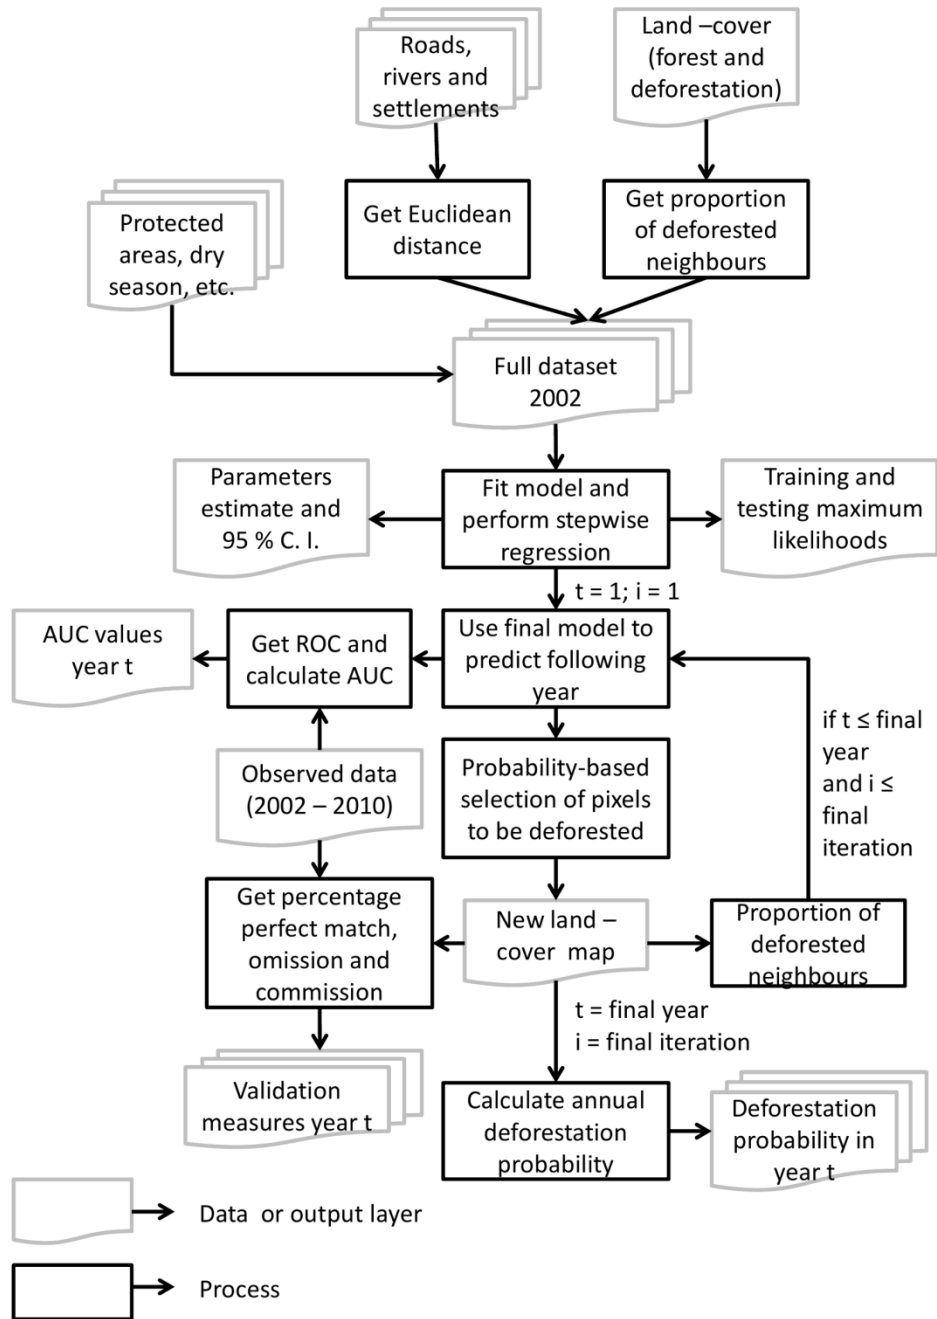 Roads,
rivers and
settlements
Land –cover
(forest and
deforestation)
Protected
areas, dry
season, etc.
Get Euclidean
distance
Get proportion
of deforested
neighbours
Full dataset
2002
Parameters
estimate and
95 % C. I.
Fit model and
perform stepwise
regression
Training and
testing maximum
likelihoods
t = 1; i = 1
AUC values
year t
Get ROC and
calculate AUC
Use final model to
predict following
year
if t ≤ final
year
and i ≤
final
iteration
Observed data
(2002 – 2010)
Probability-based
selection of pixels
to be deforested
Get percentage
perfect match,
omission and
commission
New land –
cover map
Proportion of
deforested
neighbours
t = final year
i = final iteration
Validation
measures year t
Calculate annual
deforestation
probability
Deforestation
probability in
year t
Data or output layer
Process